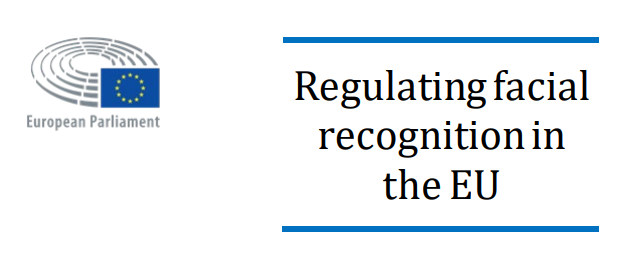 European Parliament
Regulating facial
recognition in
the EU